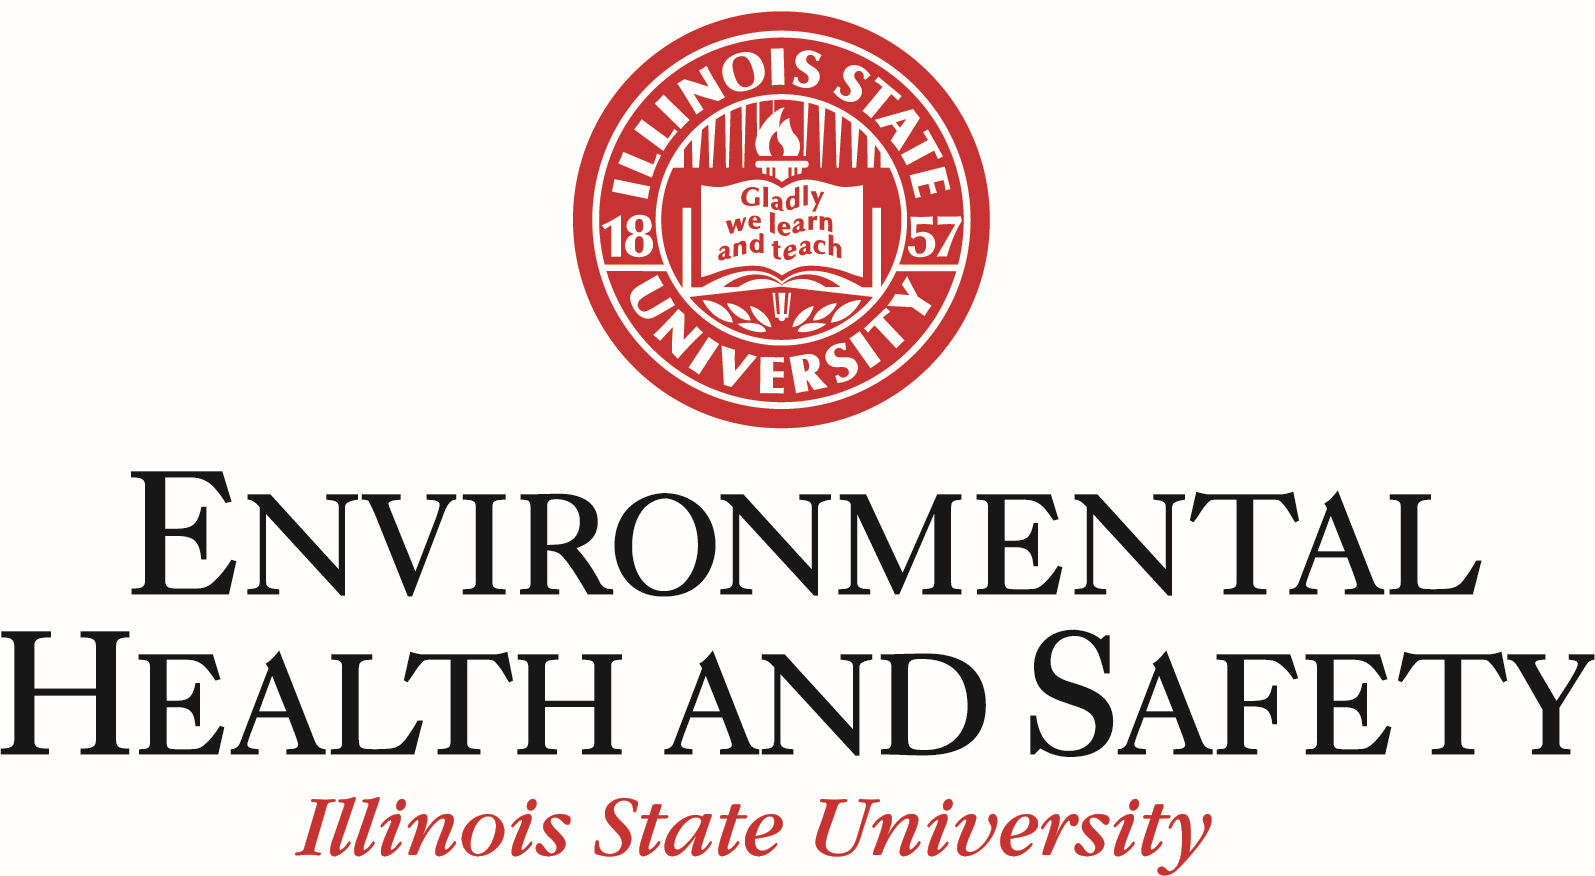 ILLINOIS STATE
18 57
UNIVERSITY
Gladly
we learn
and teach
ENVIRONMENTAL
HEALTH AND SAFETY
Illinois State University